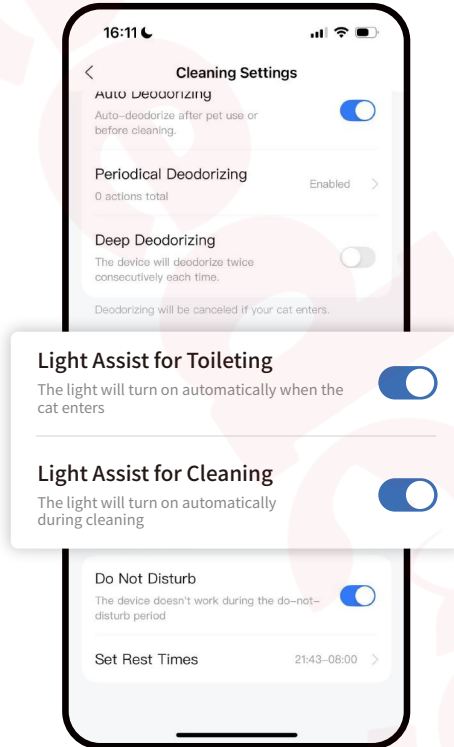 16:11
Cleaning Settings
Auto Deodorizing
Auto-deodorize after pet use or
before cleaning.
Periodical Deodorizing
0 actions total
Enabled
Deep Deodorizing
The device will deodorize twice
consecutively each time.
Deodorizing will be canceled if your cat enters.
Light Assist for Toileting
The light will turn on automatically when the
cat enters
Light Assist for Cleaning
The light will turn on automatically
during cleaning
Do Not Disturb
The device doesn't work during the do-not-
disturb period
Set Rest Times
21:43-08:00